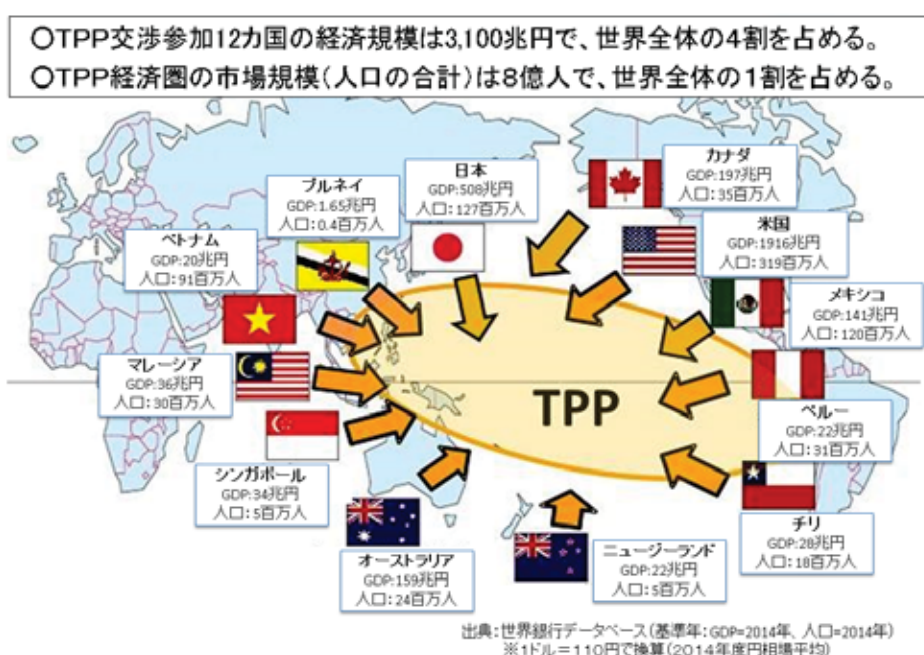 ○TPP交渉参加12カ国の経済規模は3,100兆円で、世界全体の4割を占める。
○TPP経済圏の市場規模(人口の合計)は8億人で、世界全体の1割を占める。
日本
GDP:508兆円
人口:127百万人
カナダ
GDP:197兆円
人口:35百万人
ブルネイ
GDP:1.65兆円
人口:0.4百万人
米国
GDP:1916兆円
人口:319百万人
ベトナム
GDP:20兆円
人口:91百万人
メキシコ
GDP:141兆円
人口:120百万人
マレーシア
GDP:36兆円
人口:30百万人
TPP
ペルー
GDP:22兆円
人口:31百万人
シンガポール
GDP:34兆円
人口:5百万人
チリ
GDP:28兆円
人口:18百万人
オーストラリア
GDP:159兆円
人口:24百万人
ニュージーランド
GDP:22兆円
人口:5百万人
出典:世界銀行データベース(基準年:GDP=2014年、人口=2014年)
※1ドル=110円で換算(2014年度円相場平均)